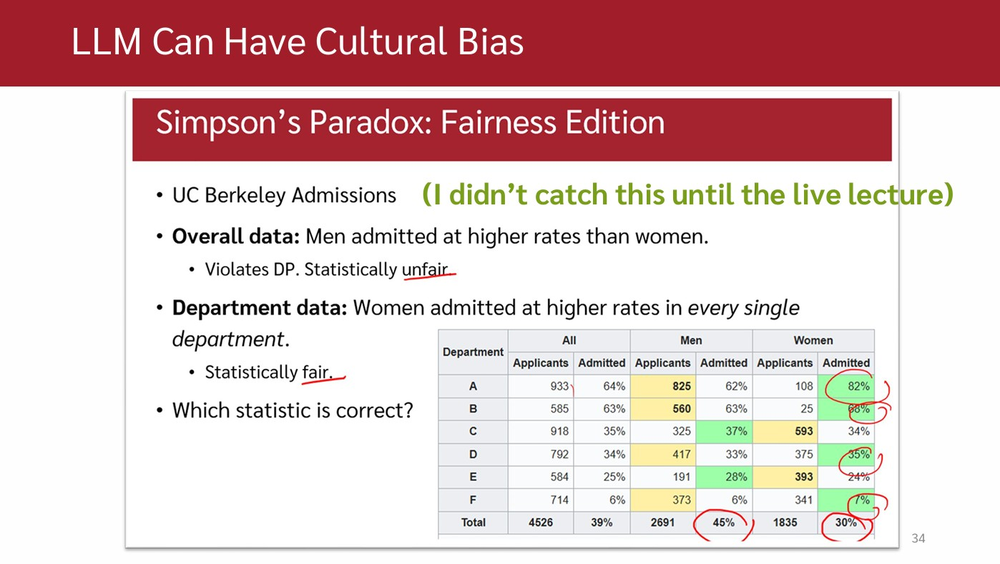 LLM Can Have Cultural Bias
Simpson’s Paradox: Fairness Edition
• UC Berkeley Admissions (I didn’t catch this until the live lecture)
• Overall data: Men admitted at higher rates than women.
• Violates DP. Statistically unfair.
• Department data: Women admitted at higher rates in every single
department.
• Statistically fair.
• Which statistic is correct?
Department All Men Women
Applicants Admitted Applicants Admitted Applicants Admitted
A 933 64% 825 62% 108 82%
B 585 63% 560 63% 25 68%
C 918 35% 325 37% 593 34%
D 792 34% 417 33% 375 35%
E 584 25% 191 28% 393 24%
F 714 6% 373 6% 341 7%
Total 4526 39% 2691 45% 1835 30%
34